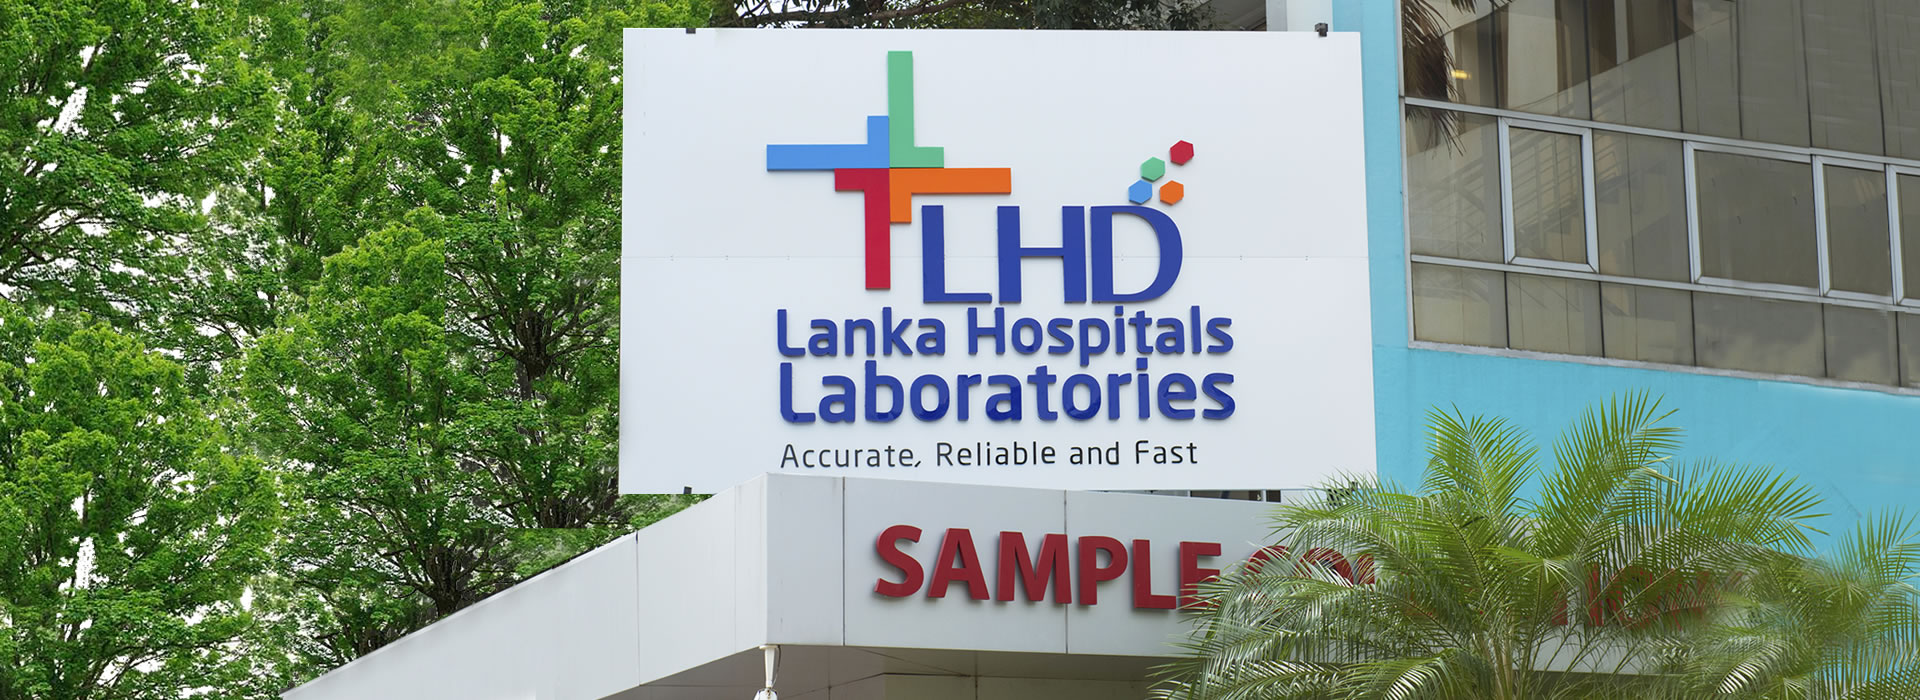 LHD
Lanka Hospitals
Laboratories
Accurate, Reliable and Fast
SAMPLE